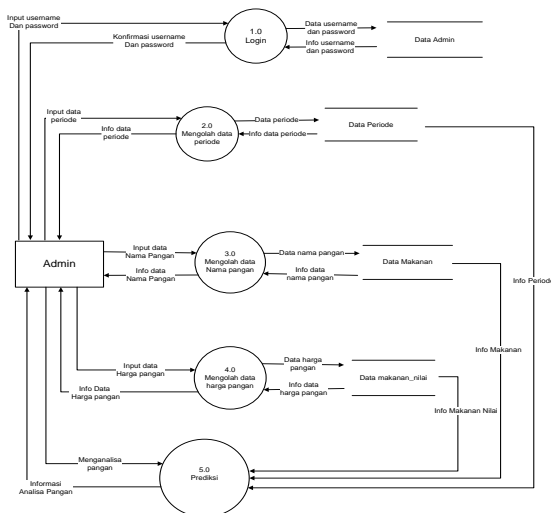 Input username
Dan password
Konfirmasi username
Dan password
1.0
Login
Data username
dan password
Info username
dan password
Data Admin
Input data
periode
Info data
periode
2.0
Mengolah data
periode
Data periode
Info data periode
Data Periode
Admin
Input data
Nama Pangan
Info data
Nama Pangan
3.0
Mengolah data
Nama pangan
Data nama pangan
Info data
nama pangan
Data Makanan
Info Periode
Info Makanan
Input data
Harga pangan
Info Data
Harga pangan
4.0
Mengolah data
harga pangan
Data harga
pangan
Info data
harga pangan
Data makanan_nilai
Info Makanan Nilai
Menganalisa
pangan
Informasi
Analisa Pangan
5.0
Prediksi